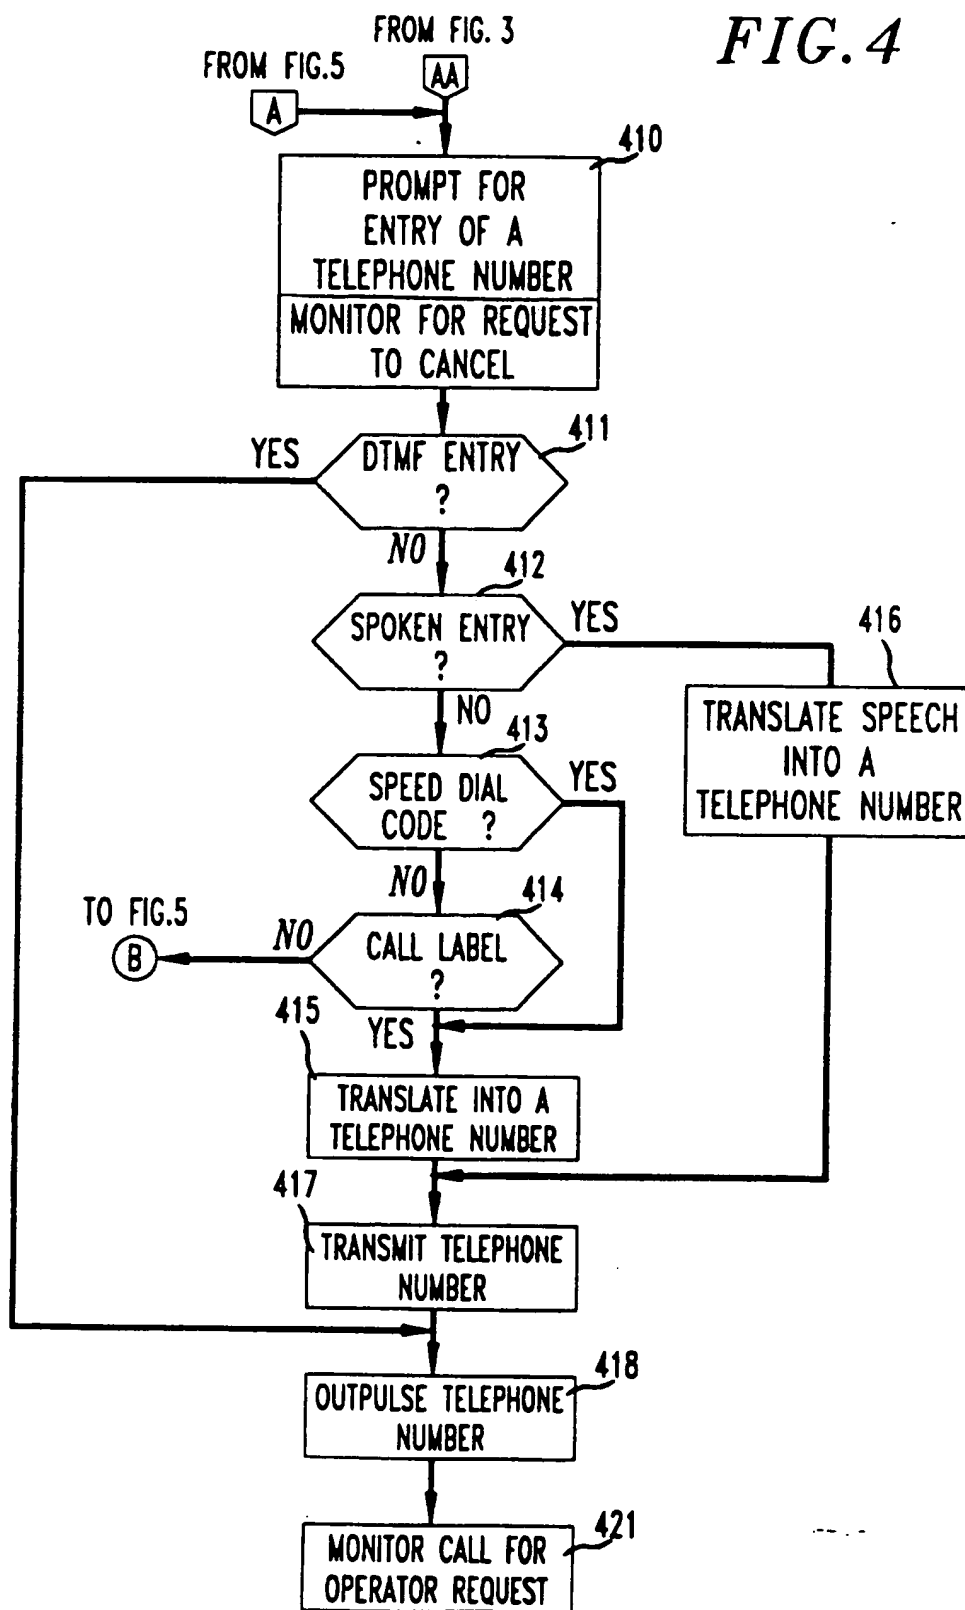 FIG. 4
FROM FIG. 3
AA
FROM FIG.5
A
410
PROMPT FOR
ENTRY OF A
TELEPHONE NUMBER
MONITOR FOR REQUEST
TO CANCEL
411
YES
DTMF ENTRY
?
NO
412
SPOKEN ENTRY
?
YES
416
TRANSLATE SPEECH
INTO A
TELEPHONE NUMBER
NO
413
SPEED DIAL
CODE ?
YES
NO
414
TO FIG.5
B
NO
CALL LABEL
?
415
YES
TRANSLATE INTO A
TELEPHONE NUMBER
417
TRANSMIT TELEPHONE
NUMBER
418
OUTPULSE TELEPHONE
NUMBER
421
MONITOR CALL FOR
OPERATOR REQUEST